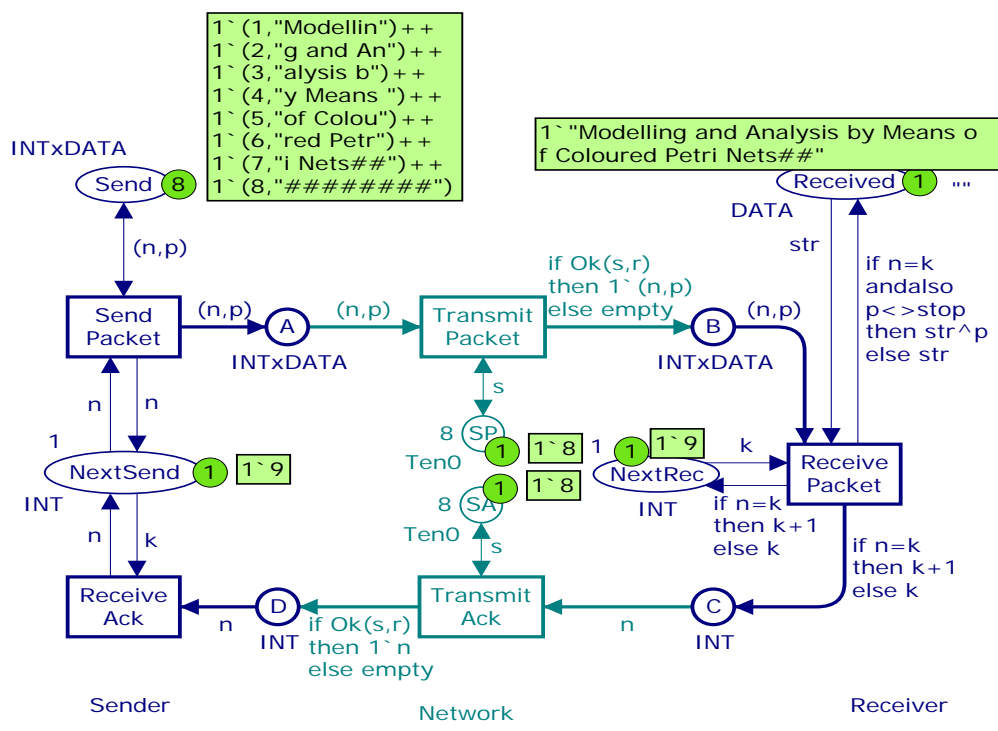 1`(1,"Modellin")++
1`(2,"g and An")++
1`(3,"alysis b")++
1`(4,"y Means ")++
1`(5,"of Colou")++
1`(6,"red Petr")++
1`(7,"i Nets##")++
1`(8,"########")
1`"Modelling and Analysis by Means o
f Coloured Petri Nets##"
INTxDATA
Send
8
Received
1
""
DATA
(n,p)
str
if n=k
andalso
p<>stop
then str^p
else str
if Ok(s,r)
then 1`(n,p)
else empty
Send
Packet
(n,p)
A
INTxDATA
(n,p)
Transmit
Packet
B
INTxDATA
(n,p)
n
n
s
1
NextSend
1
1`9
INT
8
SP
1
1`8
Ten0
8
SA
1
1`8
Ten0
1
1
1`9
NextRec
INT
k
if n=k
then k+1
else k
Receive
Packet
n
k
s
if n=k
then k+1
else k
Receive
Ack
n
D
INT
if Ok(s,r)
then 1`n
else empty
Transmit
Ack
n
C
INT
Sender
Network
Receiver